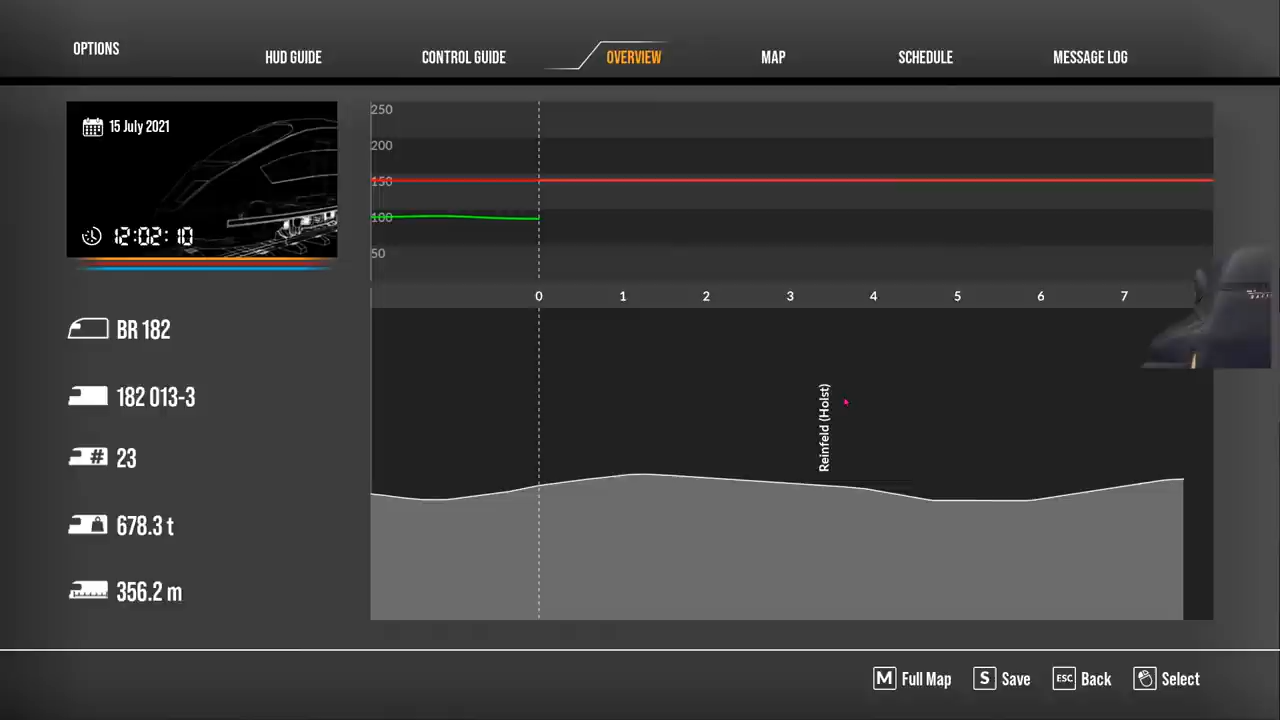 OPTIONS
HUD GUIDE
CONTROL GUIDE
OVERVIEW
MAP
SCHEDULE
MESSAGE LOG
15 July 2021
12:02:10
BR 182
182 013-3
# 23
678.3 t
356.2 m
250
200
150
100
50
0 1 2 3 4 5 6 7
Reinfeld (Holst)
M Full Map
S Save
ESC Back
Select